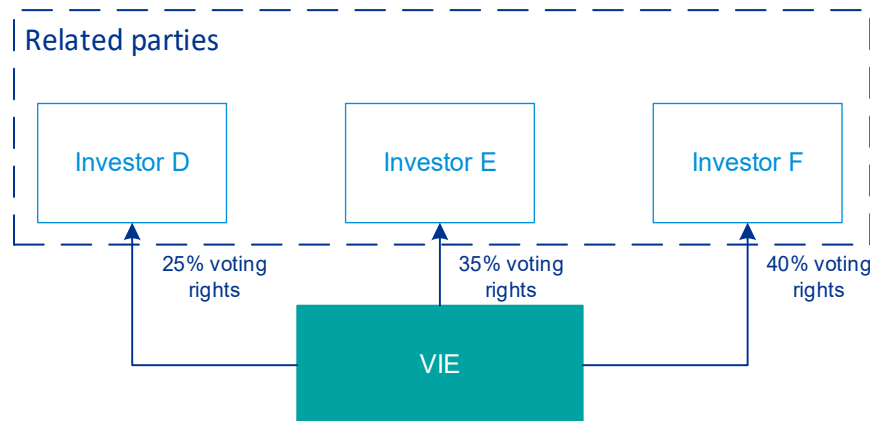 Related parties
Investor D
Investor E
Investor F
25% voting
rights
35% voting
rights
40% voting
rights
VIE